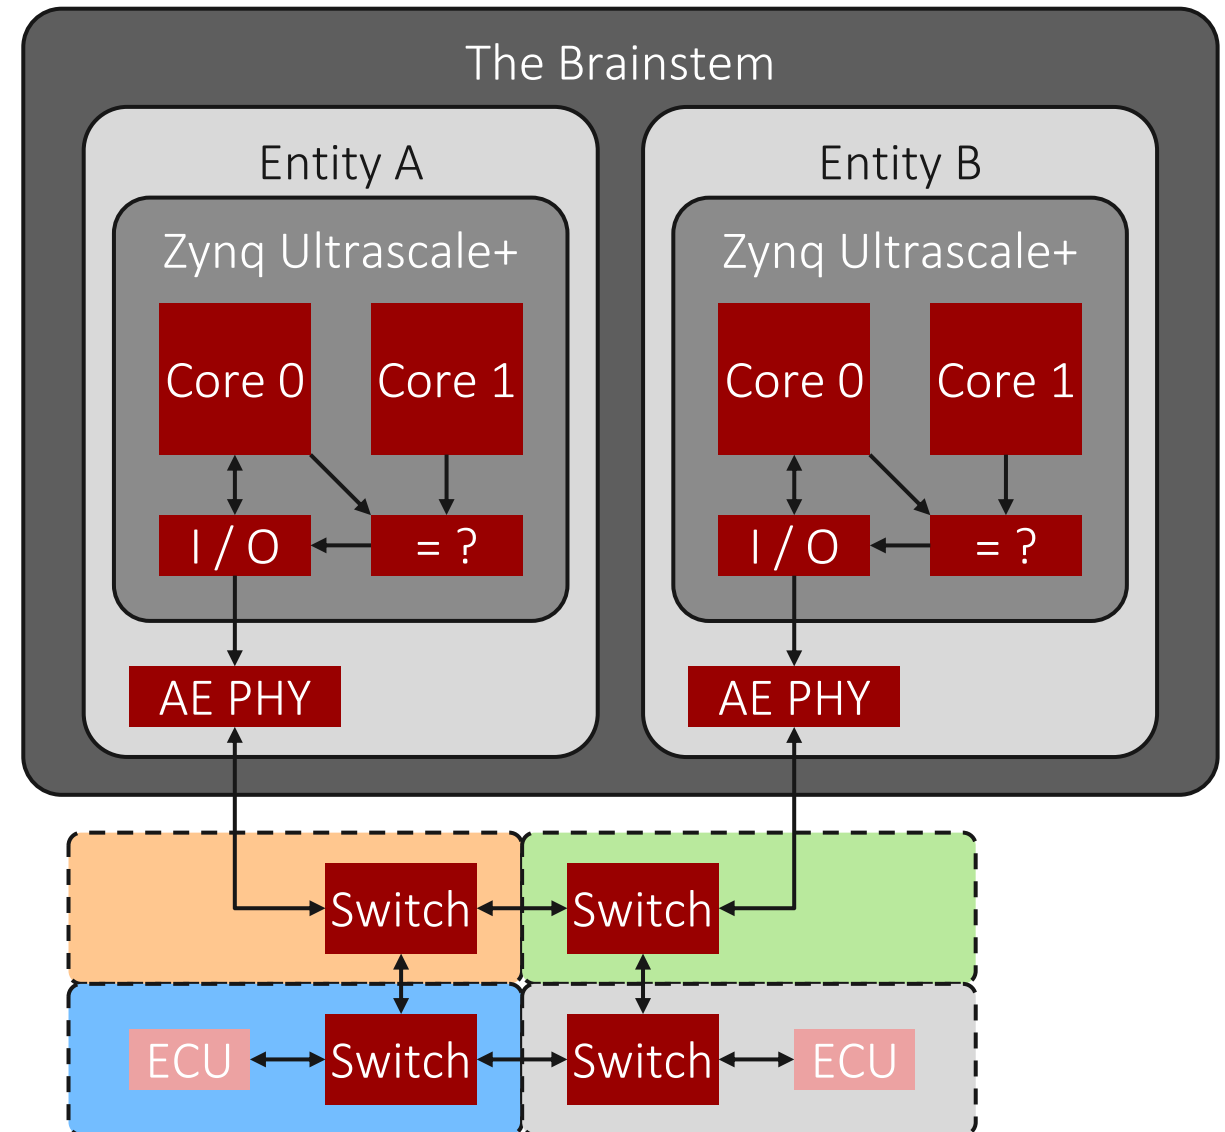 The Brainstem
Entity A
Entity B
Zynq Ultrascale+
Zynq Ultrascale+
Core 0
Core 1
Core 0
Core 1
I / O
= ?
I / O
= ?
AE PHY
AE PHY
Switch
Switch
ECU
Switch
Switch
ECU